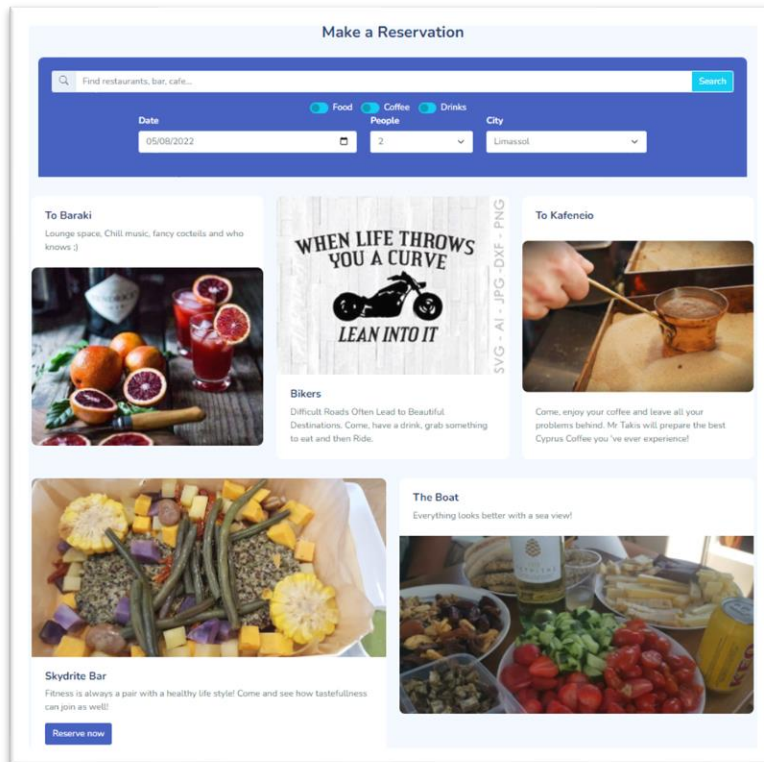 Make a Reservation
Find restaurants, bar, cafe...
Search
Food Coffee Drinks
Date People City
05/08/2022 2 Limassol
To Baraki
Lounge space, Chill music, fancy cocteils and who
knows ;)
WHEN LIFE THROWS
YOU A CURVE
LEAN INTO IT
SVG - AI - JPG -DXF - PNG
Bikers
Difficult Roads Often Lead to Beautiful
Destinations, Come, have a drink, grab something
to eat and then Ride.
To Kafeneio
Come, enjoy your coffee and leave all your
problems behind. Mr Takis will prepare the best
Cyprus Coffee you 've ever experience!
Skydrite Bar
Fitness is always a pair with a healthy life style! Come and see how tastefullness
can join as well!
Reserve now
The Boat
Everything looks better with a sea view!
KEO